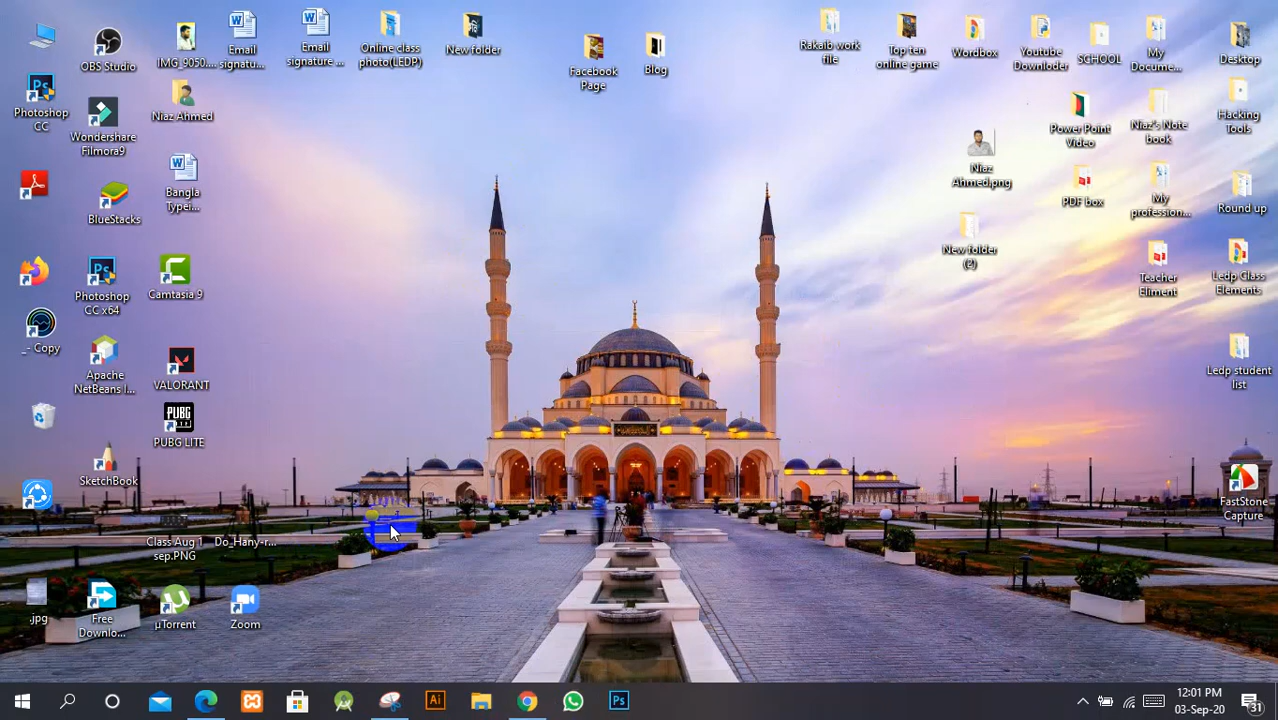 OBS Studio
IMG_9050....
Email
signatu...
Email
signature ...
Online class
photo(LEDP)
New folder
Facebook
Page
Blog
Rakaib work
file
Top ten
online game
Wordbox
Youtube
Downloder
SCHOOL
My
Docume...
Desktop
Photoshop
CC
Wondershare
Filmora9
Niaz Ahmed
Niaz
Ahmed.png
Power Point
Video
Niaz's Note
book
Hacking
Tools
Bangla
Typei...
BlueStacks
PDF box
My
profession...
Round up
New folder
(2)
Photoshop
CC x64
Camtasia 9
Teacher
Eliment
Ledp Class
Elements
_- Copy
Apache
NetBeans I...
VALORANT
Ledp student
list
PUBG
LITE
PUBG LITE
SketchBook
FastStone
Capture
Class Aug 1
sep.PNG
Do_Hany-r...
.jpg
Free
Downlo...
µTorrent
Zoom
Ai
Ps
12:01 PM
03-Sep-20
31